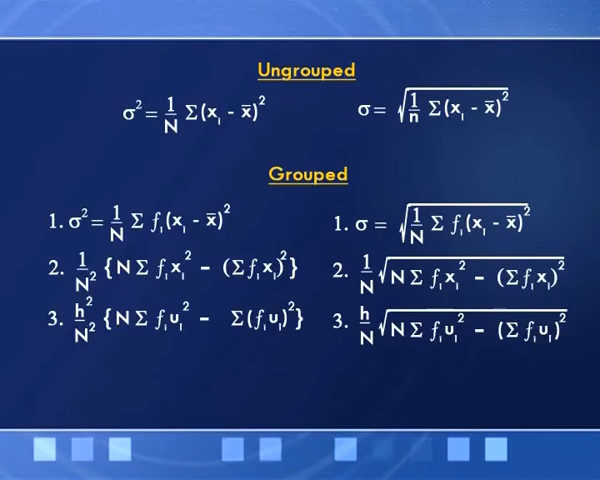 Ungrouped
σ² = 1/N Σ(xᵢ - x̄)² σ = √(1/n Σ(xᵢ - x̄)²)
Grouped
1. σ² = 1/N Σ fᵢ(xᵢ - x̄)² 1. σ = √(1/N Σ fᵢ(xᵢ - x̄)²)
2. 1/N² {N Σ fᵢxᵢ² - (Σ fᵢxᵢ)²} 2. 1/N √(N Σ fᵢxᵢ² - (Σ fᵢxᵢ)²)
3. h²/N² {N Σ fᵢuᵢ² - Σ(fᵢuᵢ)²} 3. h/N √(N Σ fᵢuᵢ² - (Σ fᵢuᵢ)²)